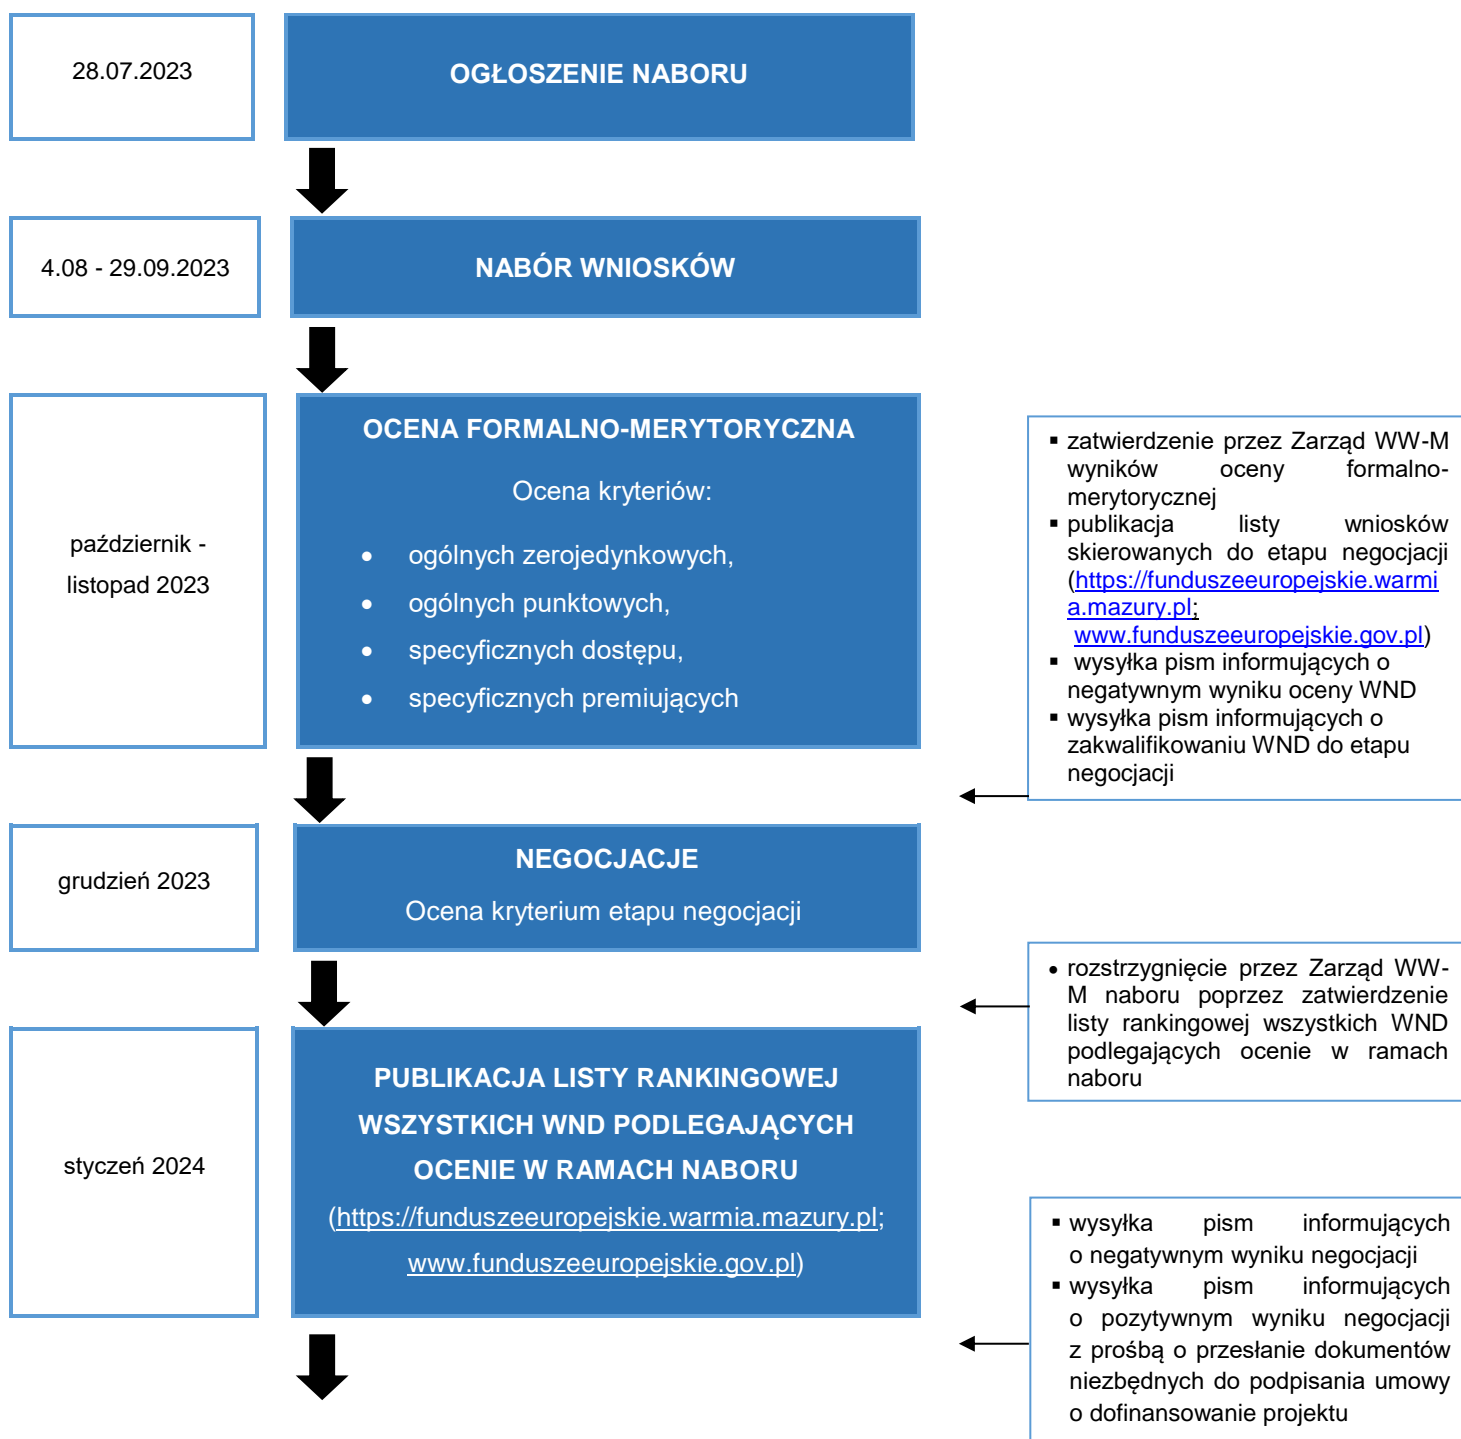 28.07.2023
OGŁOSZENIE NABORU
4.08 - 29.09.2023
NABÓR WNIOSKÓW
październik -
listopad 2023
OCENA FORMALNO-MERYTORYCZNA
Ocena kryteriów:
• ogólnych zerojedynkowych,
• ogólnych punktowych,
• specyficznych dostępu,
• specyficznych premiujących
▪ zatwierdzenie przez Zarząd WW-M
wyników oceny formalno-
merytorycznej
▪ publikacja listy wniosków
skierowanych do etapu negocjacji
(https://funduszeeuropejskie.warmi
a.mazury.pl;
www.funduszeeuropejskie.gov.pl)
▪ wysyłka pism informujących o
negatywnym wyniku oceny WND
▪ wysyłka pism informujących o
zakwalifikowaniu WND do etapu
negocjacji
grudzień 2023
NEGOCJACJE
Ocena kryterium etapu negocjacji
• rozstrzygnięcie przez Zarząd WW-
M naboru poprzez zatwierdzenie
listy rankingowej wszystkich WND
podlegających ocenie w ramach
naboru
styczeń 2024
PUBLIKACJA LISTY RANKINGOWEJ
WSZYSTKICH WND PODLEGAJĄCYCH
OCENIE W RAMACH NABORU
(https://funduszeeuropejskie.warmia.mazury.pl;
www.funduszeeuropejskie.gov.pl)
▪ wysyłka pism informujących
o negatywnym wyniku negocjacji
▪ wysyłka pism informujących
o pozytywnym wyniku negocjacji
z prośbą o przesłanie dokumentów
niezbędnych do podpisania umowy
o dofinansowanie projektu